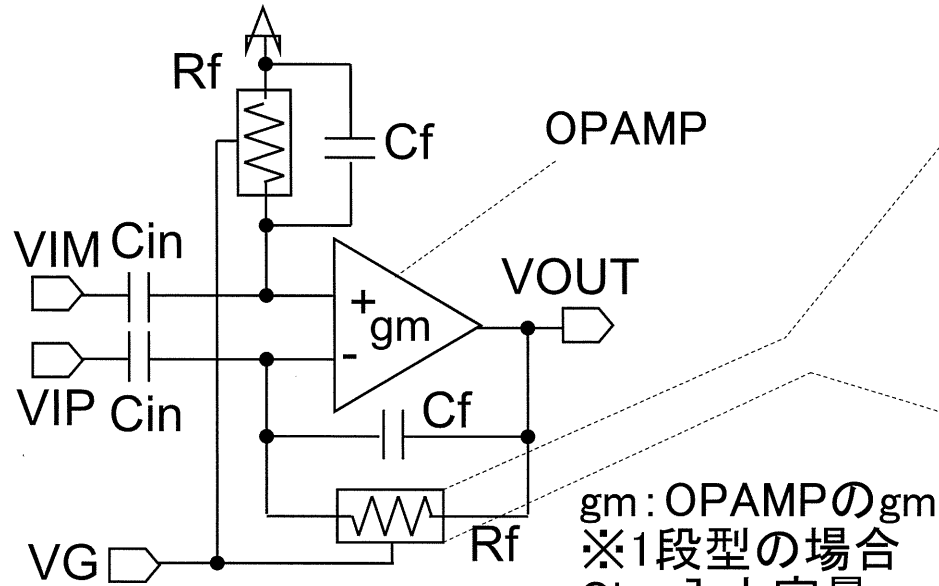 Rf
Cf
OPAMP
VIM Cin
VOUT
+
gm
-
VIP Cin
Cf
gm:OPAMPのgm
Rf
※1段型の場合
VG